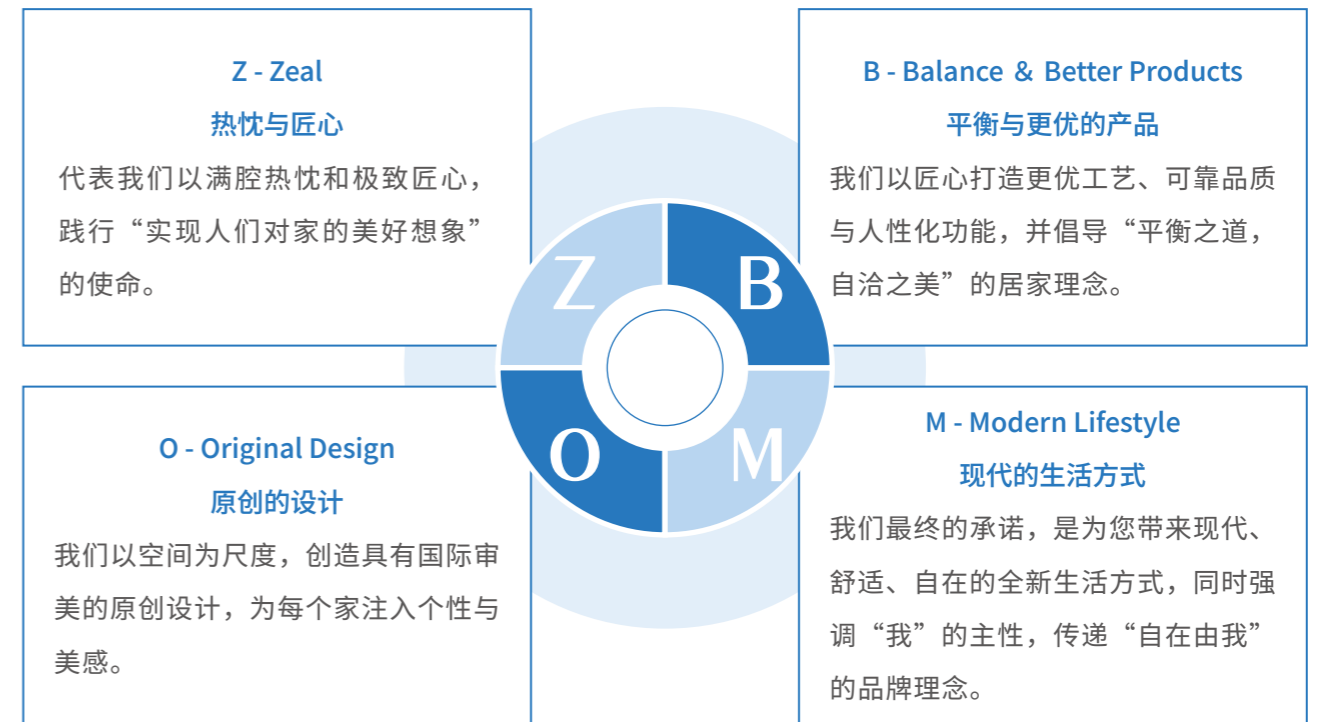 Z - Zeal
热忱与匠心
代表我们以满腔热忱和极致匠心，
践行“实现人们对家的美好想象”
的使命。
B - Balance & Better Products
平衡与更优的产品
我们以匠心打造更优工艺、可靠品质
与人性化功能，并倡导“平衡之道，
自洽之美”的居家理念。
Z
B
O
M
O - Original Design
原创的设计
我们以空间为尺度，创造具有国际审
美的原创设计，为每个家注入个性与
美感。
M - Modern Lifestyle
现代的生活方式
我们最终的承诺，是为您带来现代、
舒适、自在的全新生活方式，同时强
调“我”的主性，传递“自在由我”
的品牌理念。